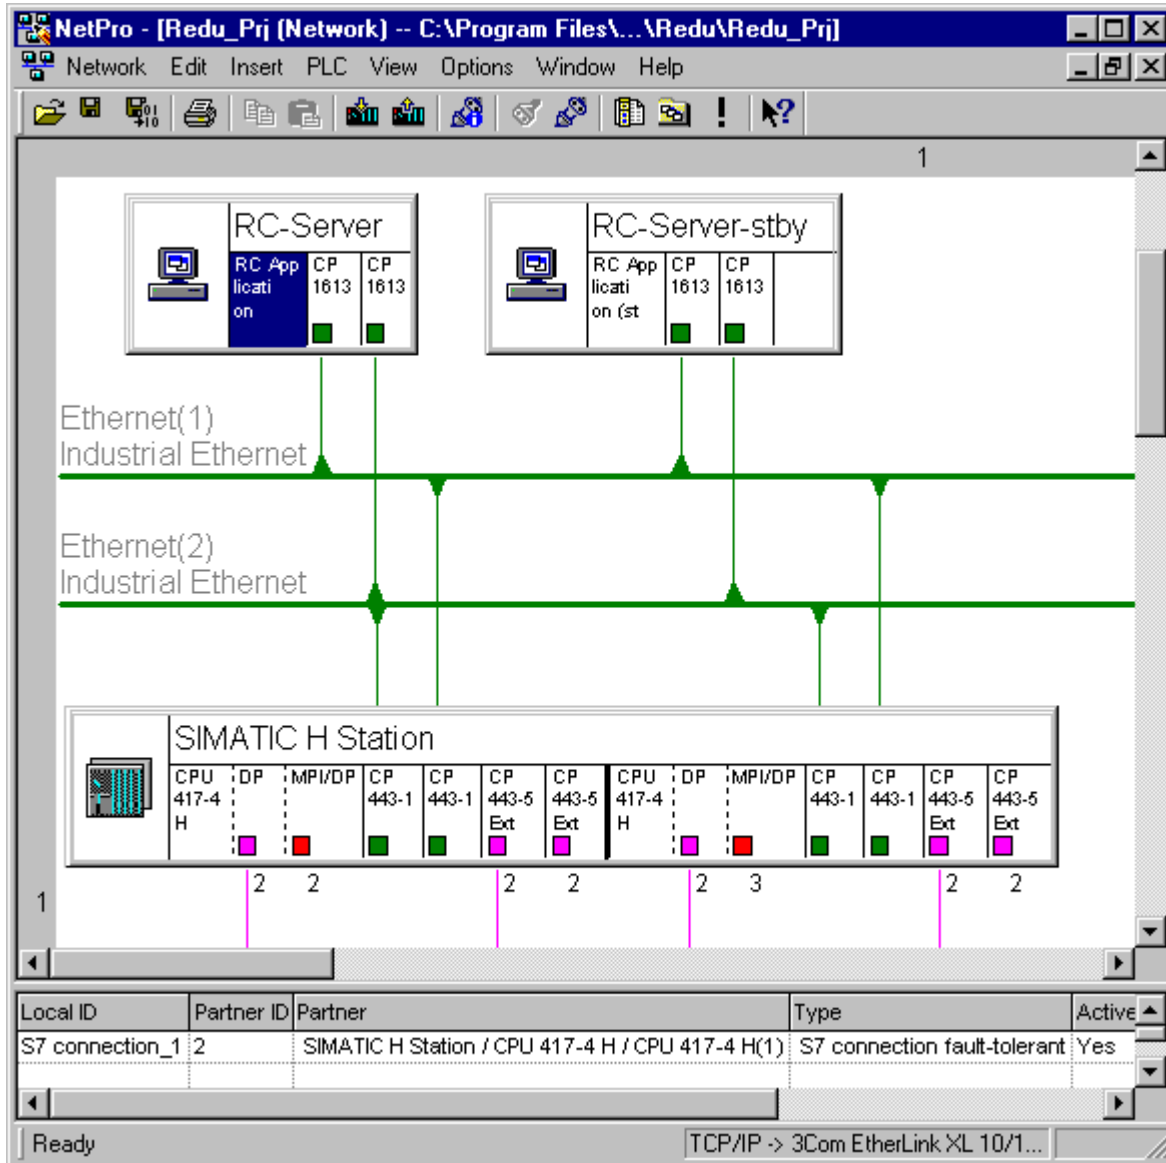 NetPro - [Redu_Prj (Network) -- C:\Program Files\...\Redu\Redu_Prj]
Network Edit Insert PLC View Options Window Help
1
RC-Server
RC App
licati
on
CP
1613
CP
1613
RC-Server-stby
RC App
licati
on (st
CP
1613
CP
1613
Ethernet(1)
Industrial Ethernet
Ethernet(2)
Industrial Ethernet
SIMATIC H Station
CPU
417-4
H
DP
MPI/DP
CP
443-1
CP
443-1
CP
443-5
Ext
CP
443-5
Ext
CPU
417-4
H
DP
MPI/DP
CP
443-1
CP
443-1
CP
443-5
Ext
CP
443-5
Ext
2 2 2 2 2 3 2 2
1
Local ID Partner ID Partner Type Active
S7 connection_1 2 SIMATIC H Station / CPU 417-4 H / CPU 417-4 H(1) S7 connection fault-tolerant Yes
Ready TCP/IP -> 3Com EtherLink XL 10/1...